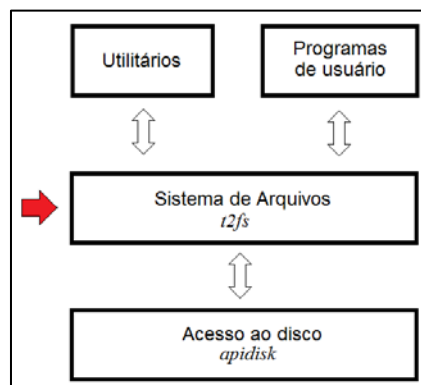 Utilitários
Programas
de usuário
Sistema de Arquivos
t2fs
Acesso ao disco
apidisk